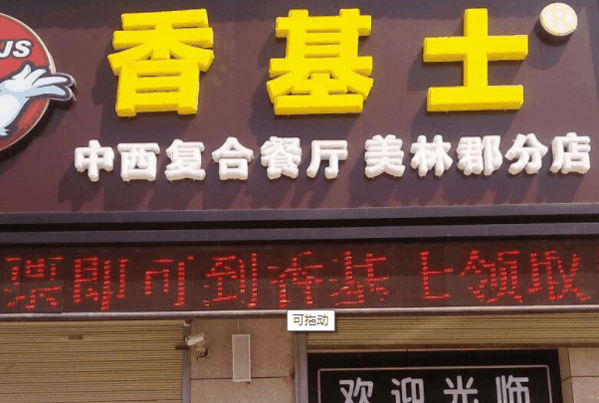 US
香基士®
中西复合餐厅 美林郡分店
票即可到香基士领取
可拖动
欢迎光